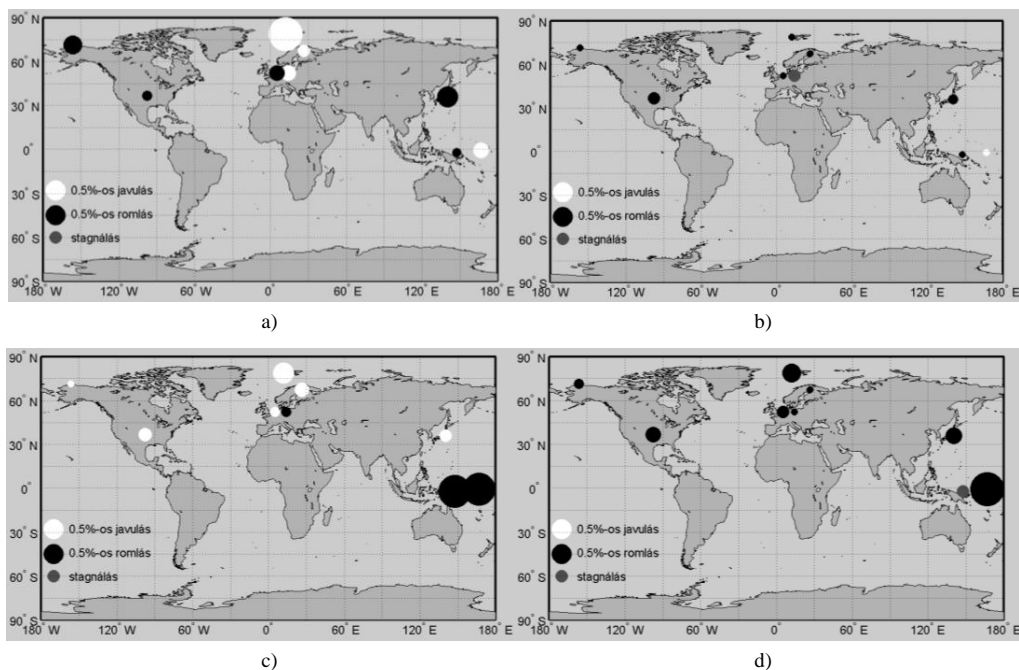 90° N
60° N
30° N
0°
30° S
60° S
90° S
180° W
120° W
60° W
0°
60° E
120° E
180° E
0.5%-os javulás
0.5%-os romlás
stagnálás
a)
90° N
60° N
30° N
0°
30° S
60° S
90° S
180° W
120° W
60° W
0°
60° E
120° E
180° E
0.5%-os javulás
0.5%-os romlás
stagnálás
b)
90° N
60° N
30° N
0°
30° S
60° S
90° S
180° W
120° W
60° W
0°
60° E
120° E
180° E
0.5%-os javulás
0.5%-os romlás
stagnálás
c)
90° N
60° N
30° N
0°
30° S
60° S
90° S
180° W
120° W
60° W
0°
60° E
120° E
180° E
0.5%-os javulás
0.5%-os romlás
stagnálás
d)